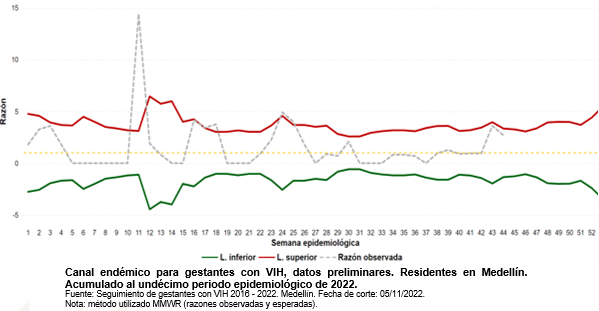 15
10
5
0
-5
Razón
1 2 3 4 5 6 7 8 9 10 11 12 13 14 15 16 17 18 19 20 21 22 23 24 25 26 27 28 29 30 31 32 33 34 35 36 37 38 39 40 41 42 43 44 45 46 47 48 49 50 51 52
Semana epidemiológica
L. inferior L. superior Razón observada
Canal endémico para gestantes con VIH, datos preliminares. Residentes en Medellín.
Acumulado al undécimo periodo epidemiológico de 2022.
Fuente: Seguimiento de gestantes con VIH 2016 - 2022. Medellín. Fecha de corte: 05/11/2022.
Nota: método utilizado MMWR (razones observadas y esperadas).